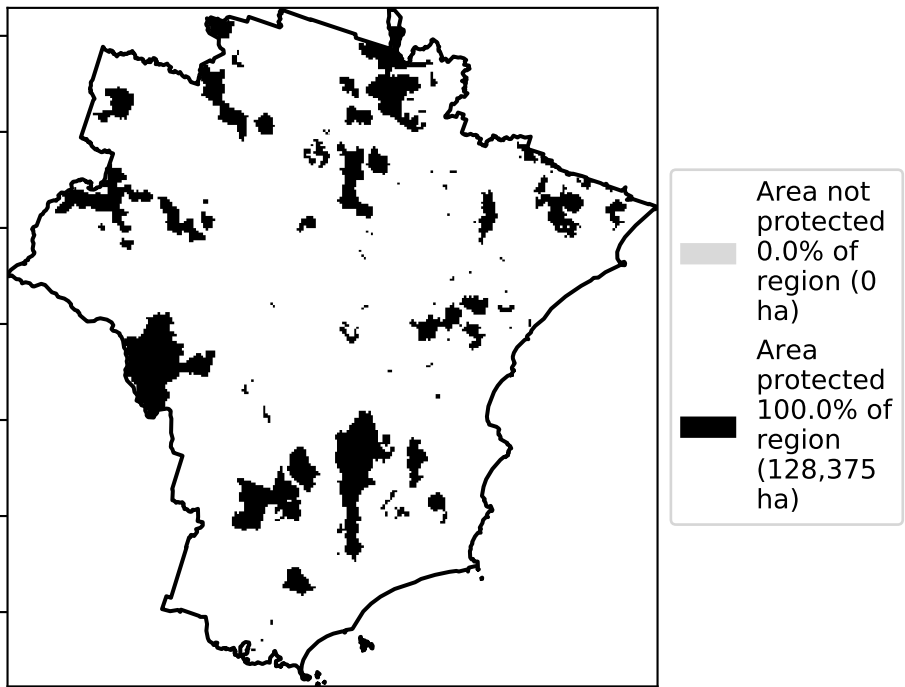 Area not
protected
0.0% of
region (0
ha)
Area
protected
100.0% of
region
(128,375
ha)